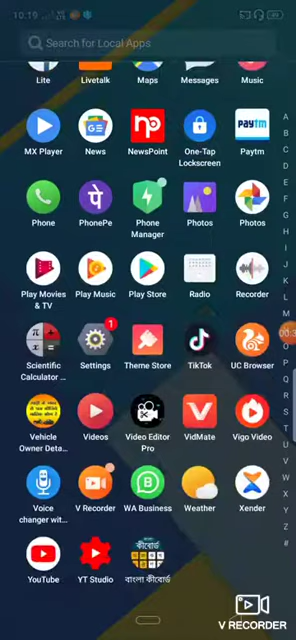 10:19
Search for Local Apps
Lite Livetalk Maps Messages Music
MX Player News NewsPoint One-Tap Lockscreen Paytm
Phone PhonePe Phone Manager Photos Photos
Play Movies & TV Play Music Play Store Radio Recorder
Scientific Calculator ... Settings Theme Store TikTok UC Browser
Vehicle Owner Deta... Videos Video Editor Pro VidMate Vigo Video
Voice changer wit... V Recorder WA Business Weather Xender
YouTube YT Studio বাংলা কীবোর্ড
V RECORDER